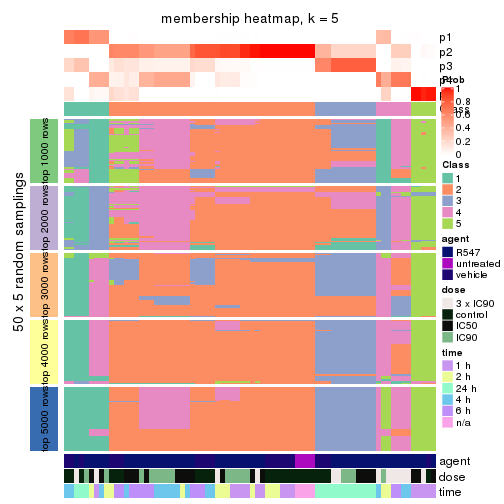 membership heatmap, k = 5
p1
p2
p3
Prob
1
0.8
0.6
0.4
0.2
0
Class
1
2
3
4
5
agent
R547
untreated
vehicle
dose
3 x IC90
control
IC50
IC90
time
1 h
2 h
24 h
4 h
6 h
n/a
50 x 5 random samplings
top 1000 rows
top 2000 rows
top 3000 rows
top 4000 rows
top 5000 rows
agent
dose
time